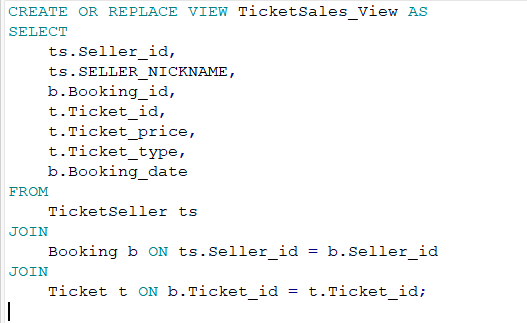 CREATE OR REPLACE VIEW TicketSales_View AS
SELECT
    ts.Seller_id,
    ts.SELLER_NICKNAME,
    b.Booking_id,
    t.Ticket_id,
    t.Ticket_price,
    t.Ticket_type,
    b.Booking_date
FROM
    TicketSeller ts
JOIN
    Booking b ON ts.Seller_id = b.Seller_id
JOIN
    Ticket t ON b.Ticket_id = t.Ticket_id;